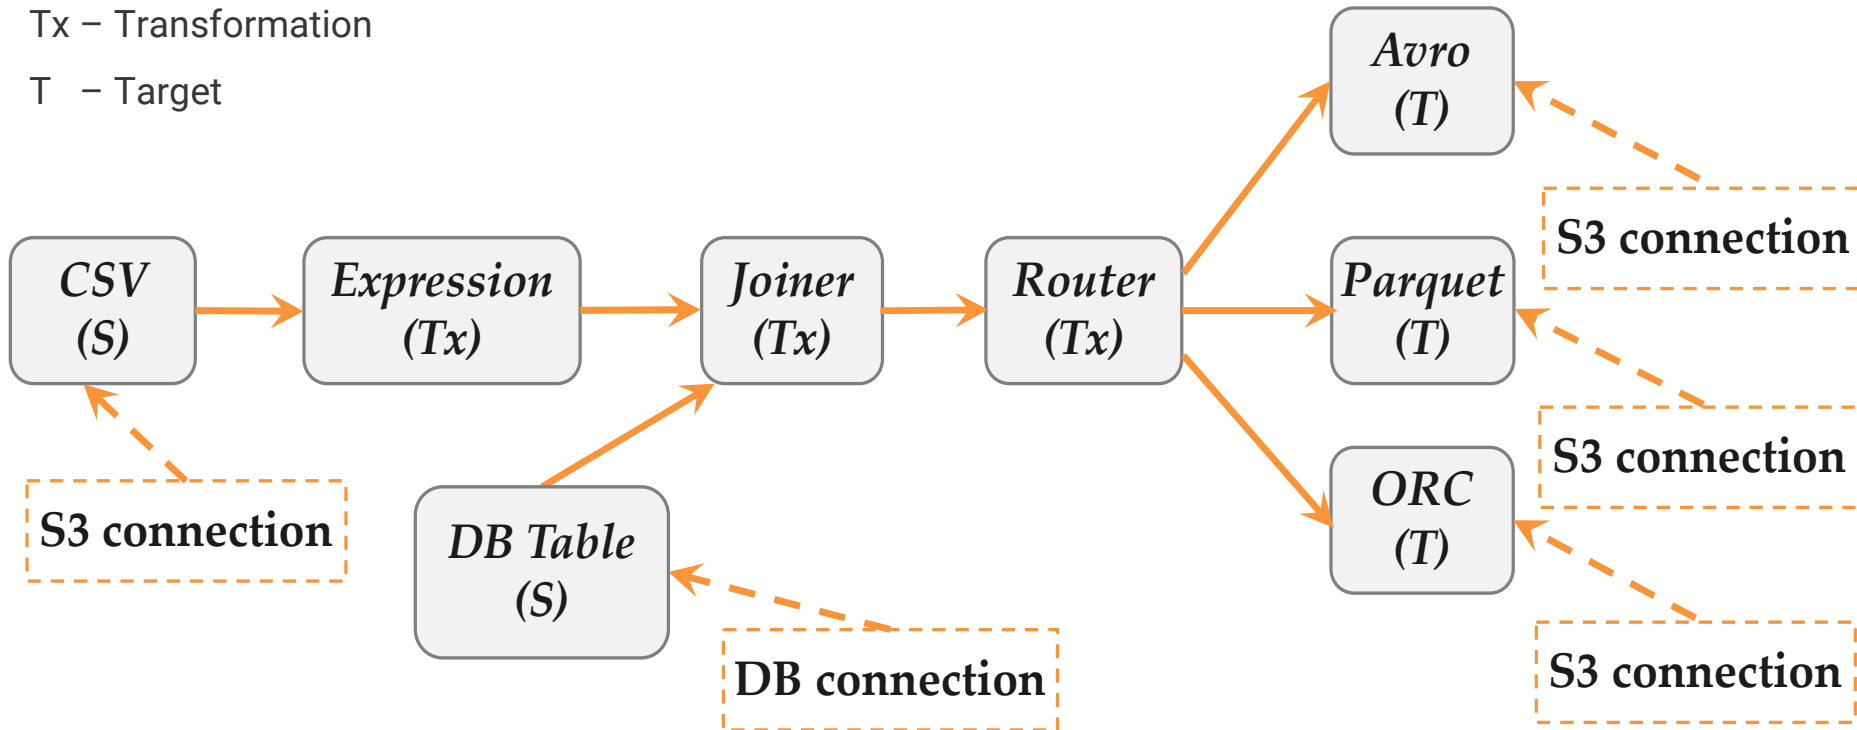 Tx – Transformation
T – Target
Avro
(T)
S3 connection
CSV
(S)
Expression
(Tx)
Joiner
(Tx)
Router
(Tx)
Parquet
(T)
S3 connection
S3 connection
DB Table
(S)
ORC
(T)
DB connection
S3 connection